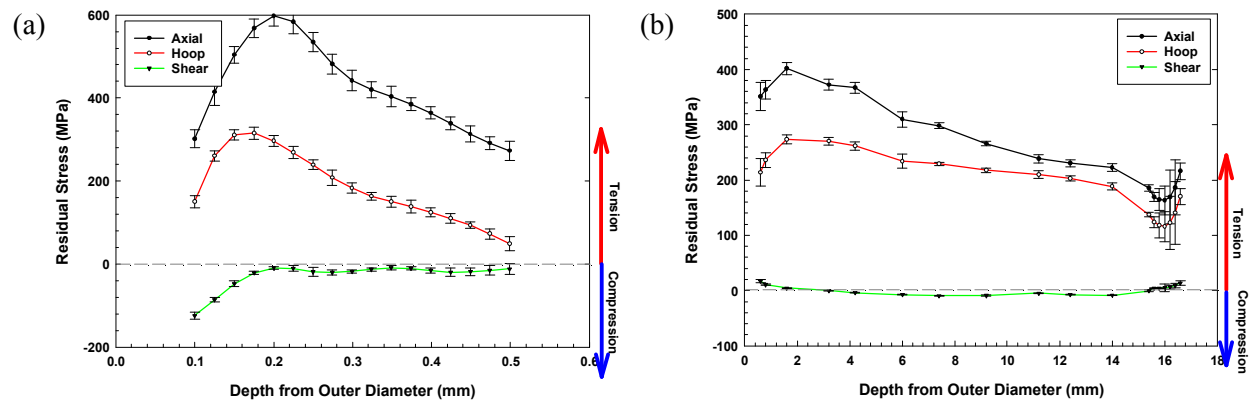 (a)
Residual Stress (MPa)
600
400
200
0
-200
Axial
Hoop
Shear
0.0 0.1 0.2 0.3 0.4 0.5 0.6
Depth from Outer Diameter (mm)
Tension
Compression
(b)
Residual Stress (MPa)
500
400
300
200
100
0
-100
Axial
Hoop
Shear
0 2 4 6 8 10 12 14 16 18
Depth from Outer Diameter (mm)
Tension
Compression